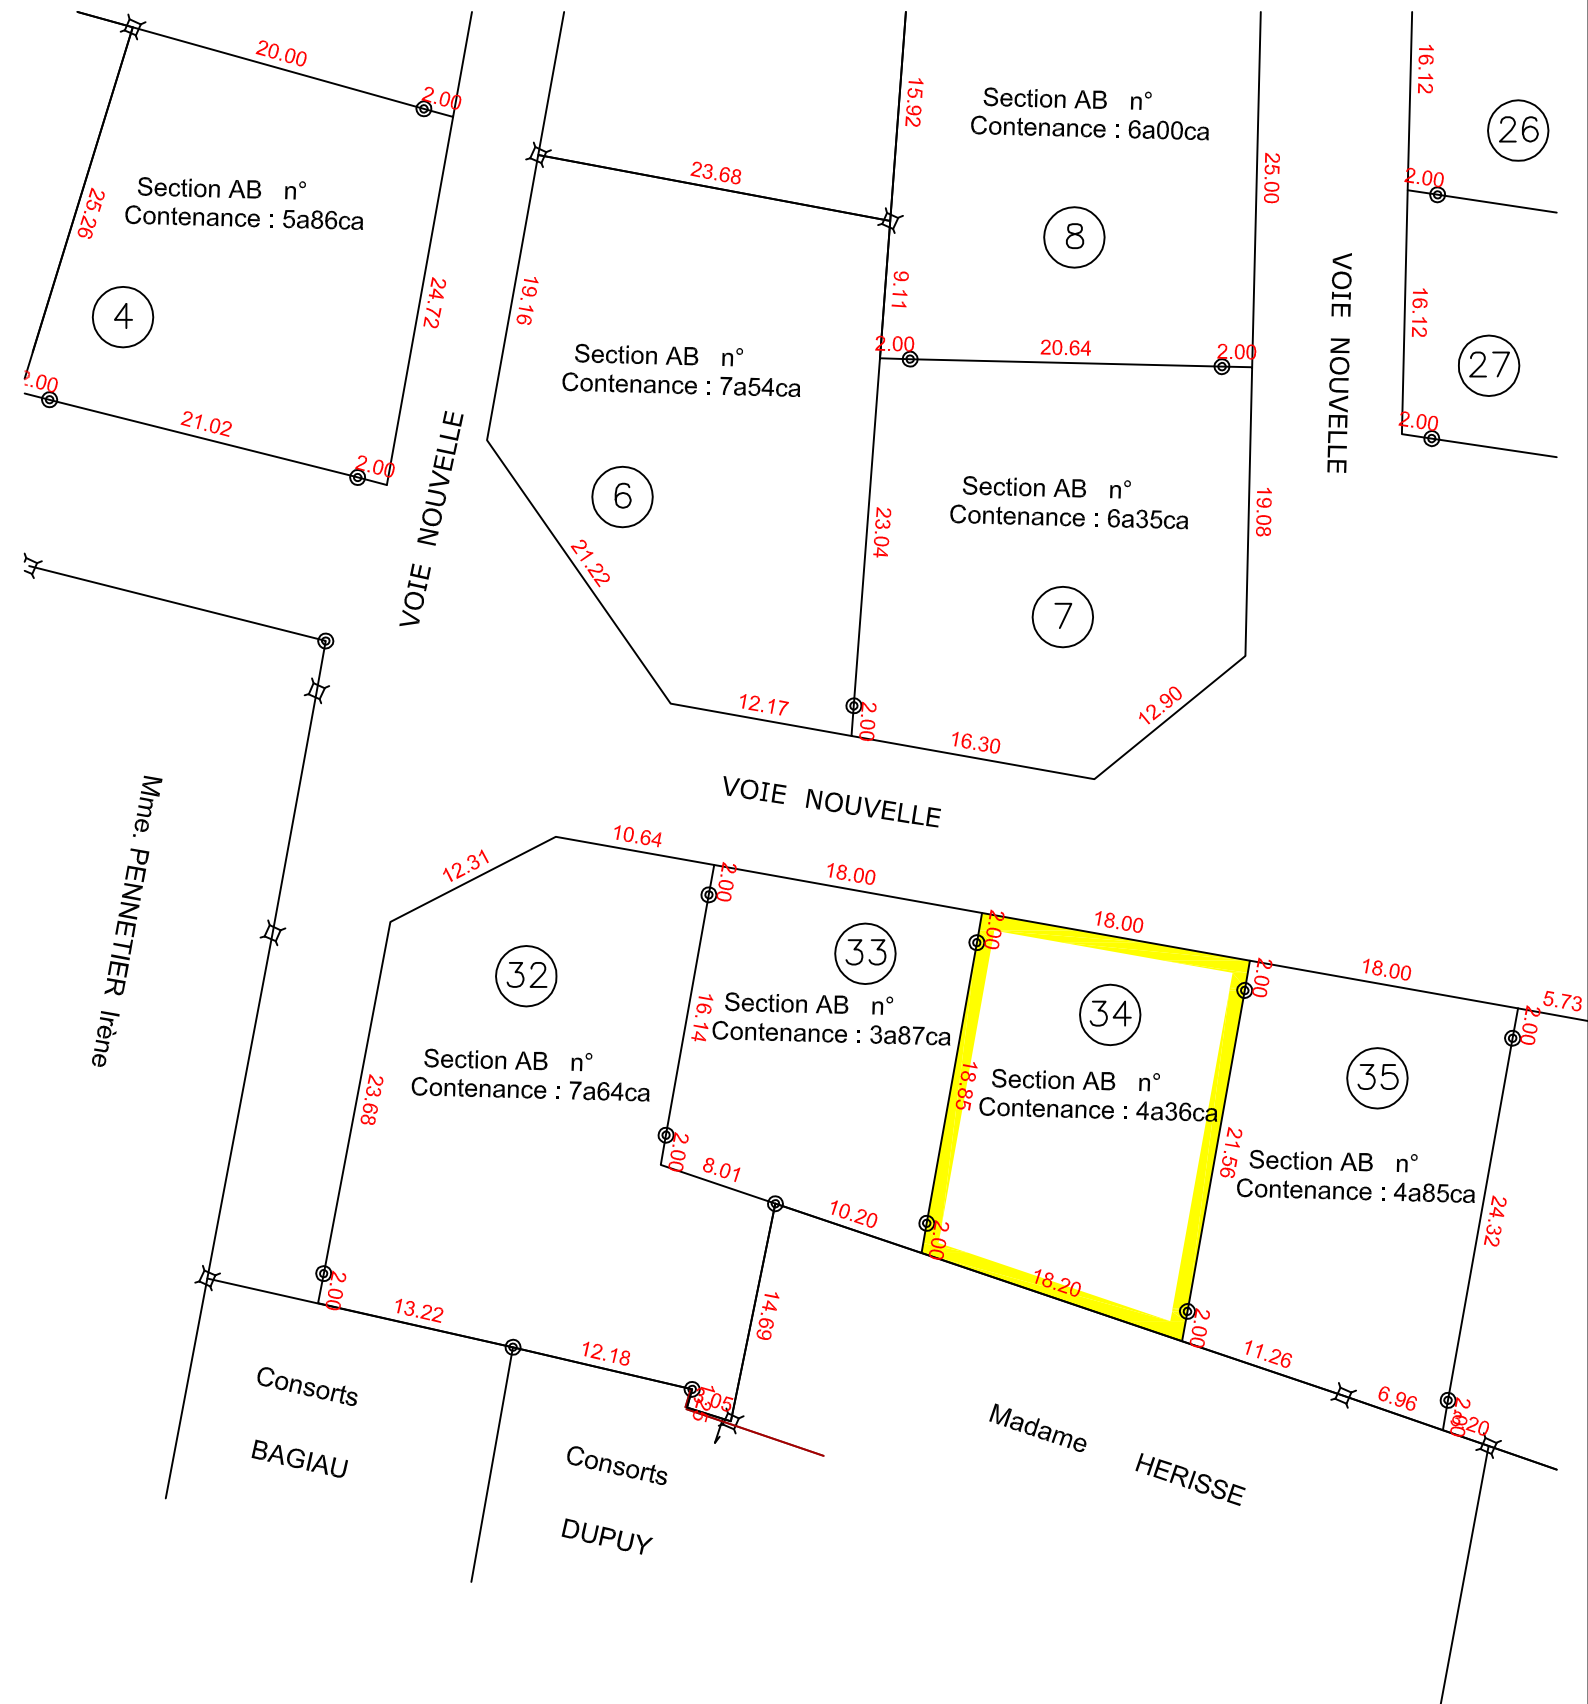 20.00
2.00
25.26
Section AB n°
Contenance : 5a86ca
4
24.72
21.02
2.00
VOIE NOUVELLE
23.68
19.16
15.92
9.11
Section AB n°
Contenance : 7a54ca
6
21.22
12.17
23.04
2.00
Section AB n°
Contenance : 6a00ca
8
25.00
2.00
20.64
2.00
Section AB n°
Contenance : 6a35ca
7
19.08
12.90
16.30
VOIE NOUVELLE
16.12
26
2.00
16.12
27
2.00
VOIE NOUVELLE
Mme. PENNETIER Irène
12.31
10.64
2.00
32
Section AB n°
Contenance : 7a64ca
23.68
2.00
13.22
12.18
16.14
2.00
8.01
14.69
18.00
33
Section AB n°
Contenance : 3a87ca
10.20
2.00
18.85
2.00
18.00
34
Section AB n°
Contenance : 4a36ca
18.20
2.00
21.56
2.00
18.00
35
Section AB n°
Contenance : 4a85ca
11.26
6.96
5.73
2.00
24.32
Consorts
BAGIAU
Consorts
DUPUY
Madame HERISSE